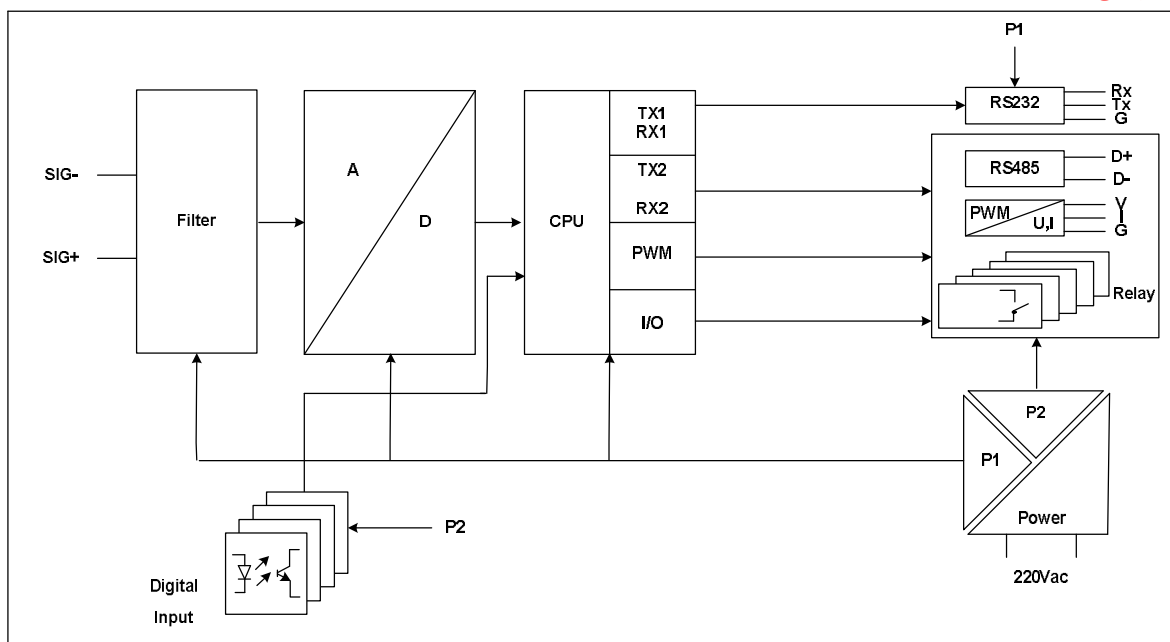 P1
RS232
Rx
Tx
G
TX1
RX1
TX2
RX2
PWM
I/O
CPU
A
D
Filter
SIG-
SIG+
RS485
D+
D-
PWM
U,I
V
I
G
Relay
P2
P1
Power
220Vac
P2
Digital
Input